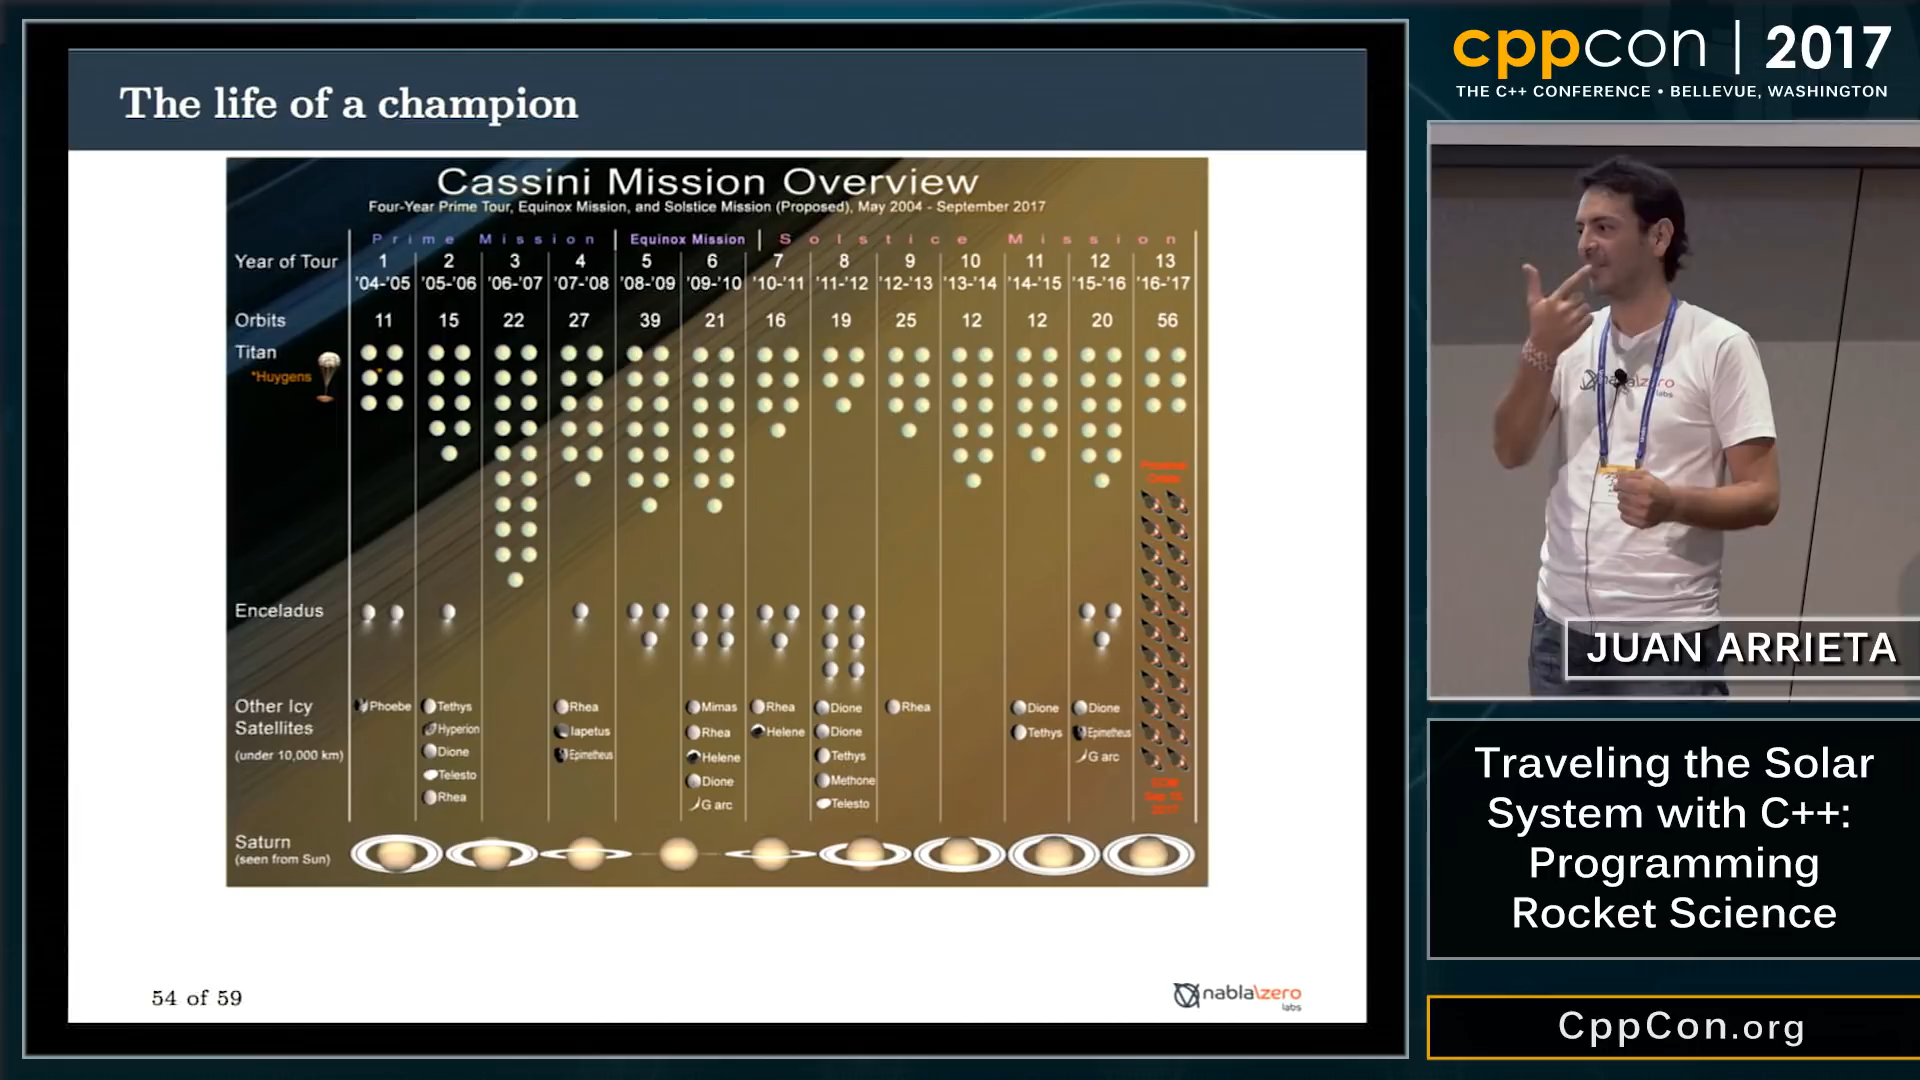 The life of a champion
Cassini Mission Overview
Four-Year Prime Tour, Equinox Mission, and Solstice Mission (Proposed), May 2004 - September 2017
Prime Mission Equinox Mission Solstice Mission
Year of Tour 1 2 3 4 5 6 7 8 9 10 11 12 13
'04-'05 '05-'06 '06-'07 '07-'08 '08-'09 '09-'10 '10-'11 '11-'12 '12-'13 '13-'14 '14-'15 '15-'16 '16-'17
Orbits 11 15 22 27 39 21 16 19 25 12 12 20 56
Titan
*Huygens
Enceladus
Other Icy Phoebe Tethys Rhea Mimas Rhea Dione Rhea Dione Dione
Satellites Hyperion Iapetus Rhea Helene Dione Tethys Epimetheus
(under 10,000 km) Dione Epimetheus Helene Tethys G arc
Telesto Dione Methone
Rhea G arc Telesto
Sep 15,
2017
Saturn
(seen from Sun)
54 of 59
nabla\zero
labs
cppcon | 2017
THE C++ CONFERENCE • BELLEVUE, WASHINGTON
labs
JUAN ARRIETA
Traveling the Solar
System with C++:
Programming
Rocket Science
CppCon.org